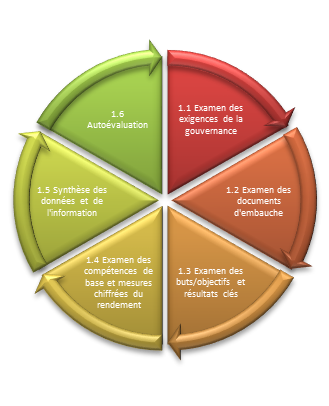 1.1 Examen des
exigences de la
gouvernance
1.2 Examen des
documents
d'embauche
1.3 Examen des
buts/objectifs et
résultats clés
1.4 Examen des
compétences de
base et mesures
chiffrées du
rendement
1.5 Synthèse des
données et de
l'information
1.6
Autoévaluation